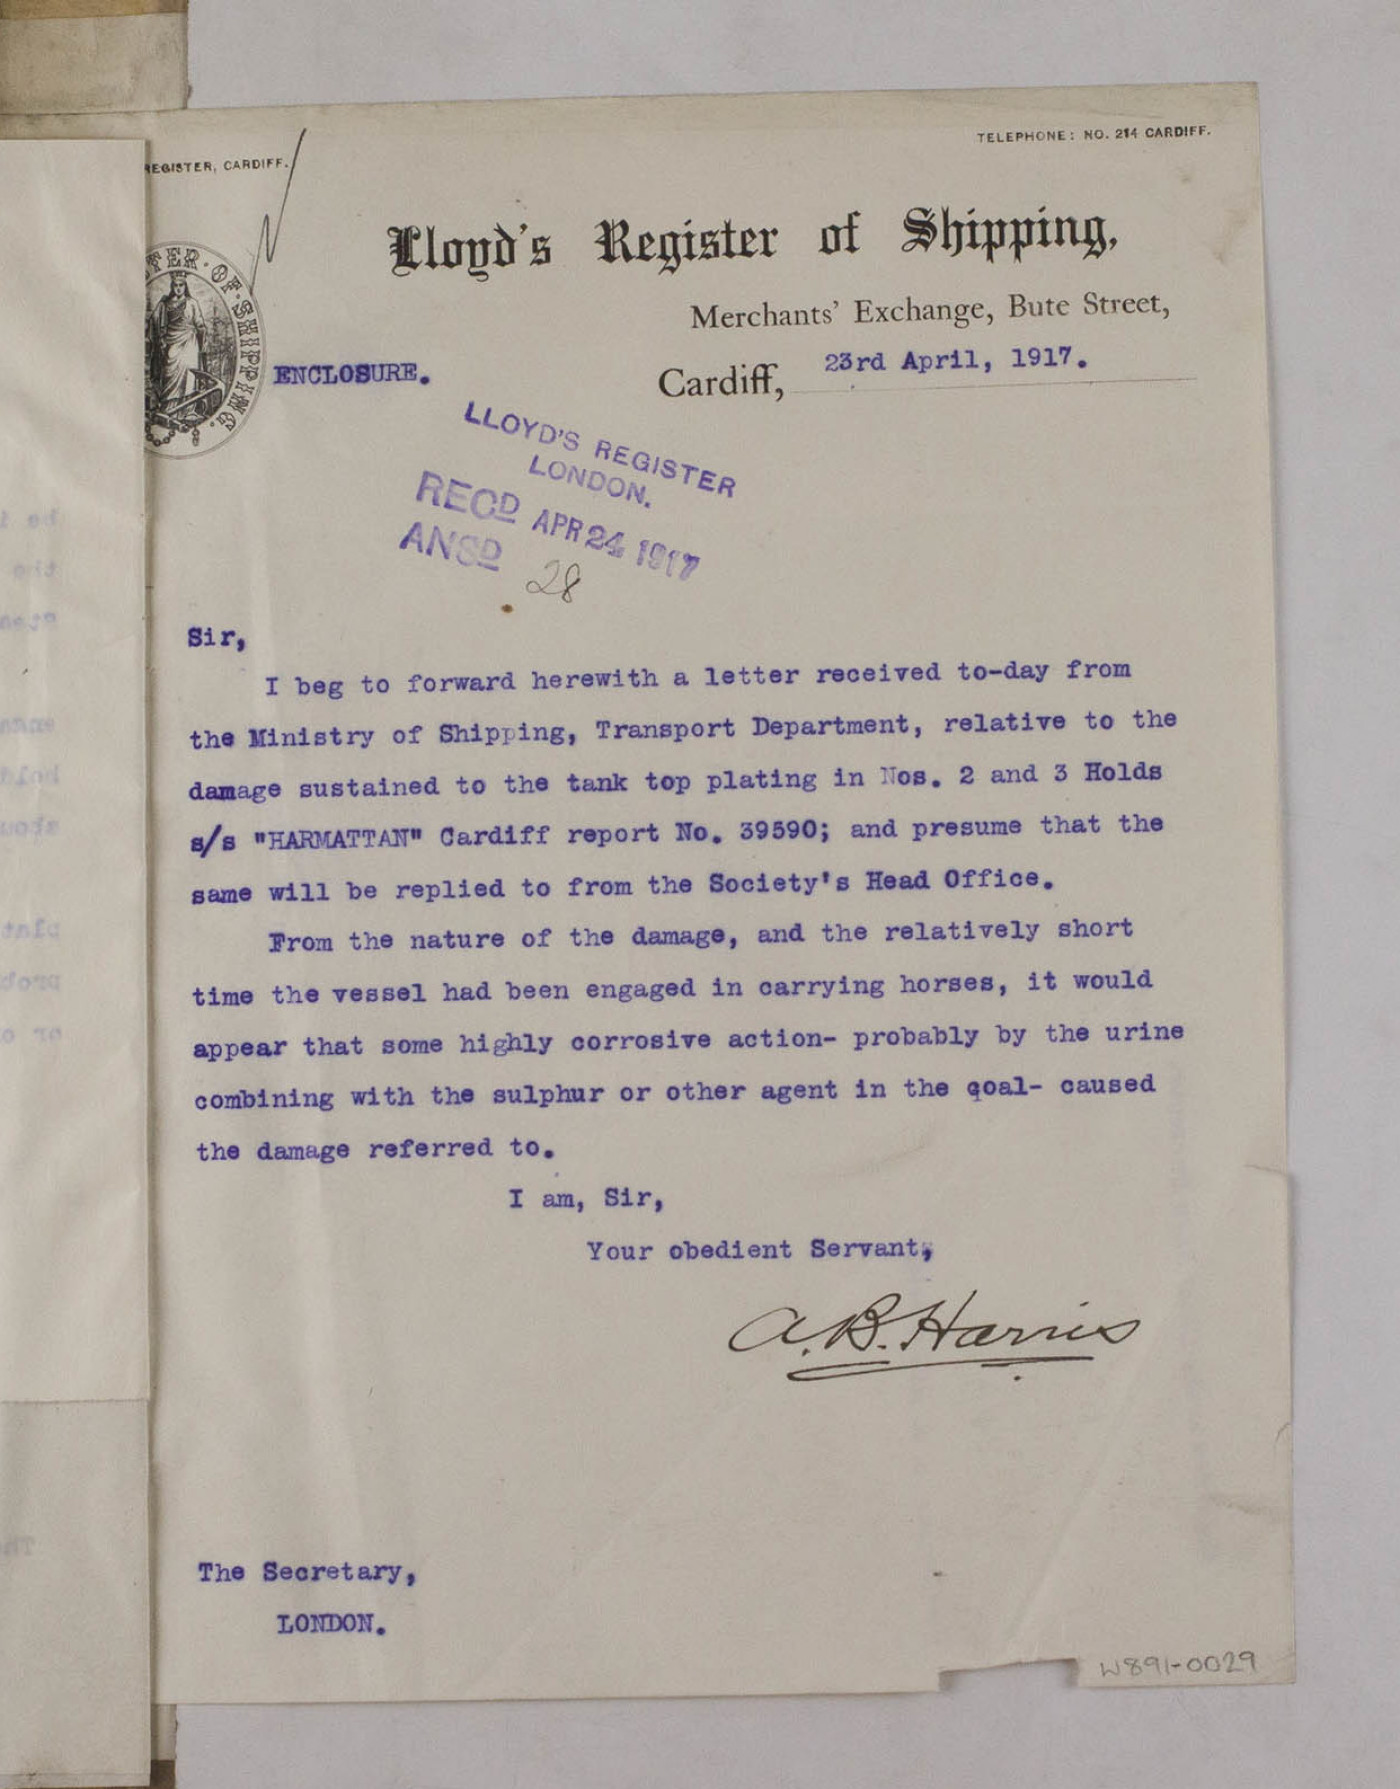 REGISTER, CARDIFF.
TELEPHONE: NO. 214 CARDIFF.
Lloyd's Register of Shipping,
Merchants' Exchange, Bute Street,
Cardiff, 23rd April, 1917.
ENCLOSURE.
LLOYD'S REGISTER
LONDON.
RECD APR 24 1917
ANSD 28
Sir,
I beg to forward herewith a letter received to-day from
the Ministry of Shipping, Transport Department, relative to the
damage sustained to the tank top plating in Nos. 2 and 3 Holds
s/s "HARMATTAN" Cardiff report No. 39590; and presume that the
same will be replied to from the Society's Head Office.
From the nature of the damage, and the relatively short
time the vessel had been engaged in carrying horses, it would
appear that some highly corrosive action- probably by the urine
combining with the sulphur or other agent in the coal- caused
the damage referred to.
I am, Sir,
Your obedient Servant,
A. B. Harris
The Secretary,
LONDON.
W891-0029